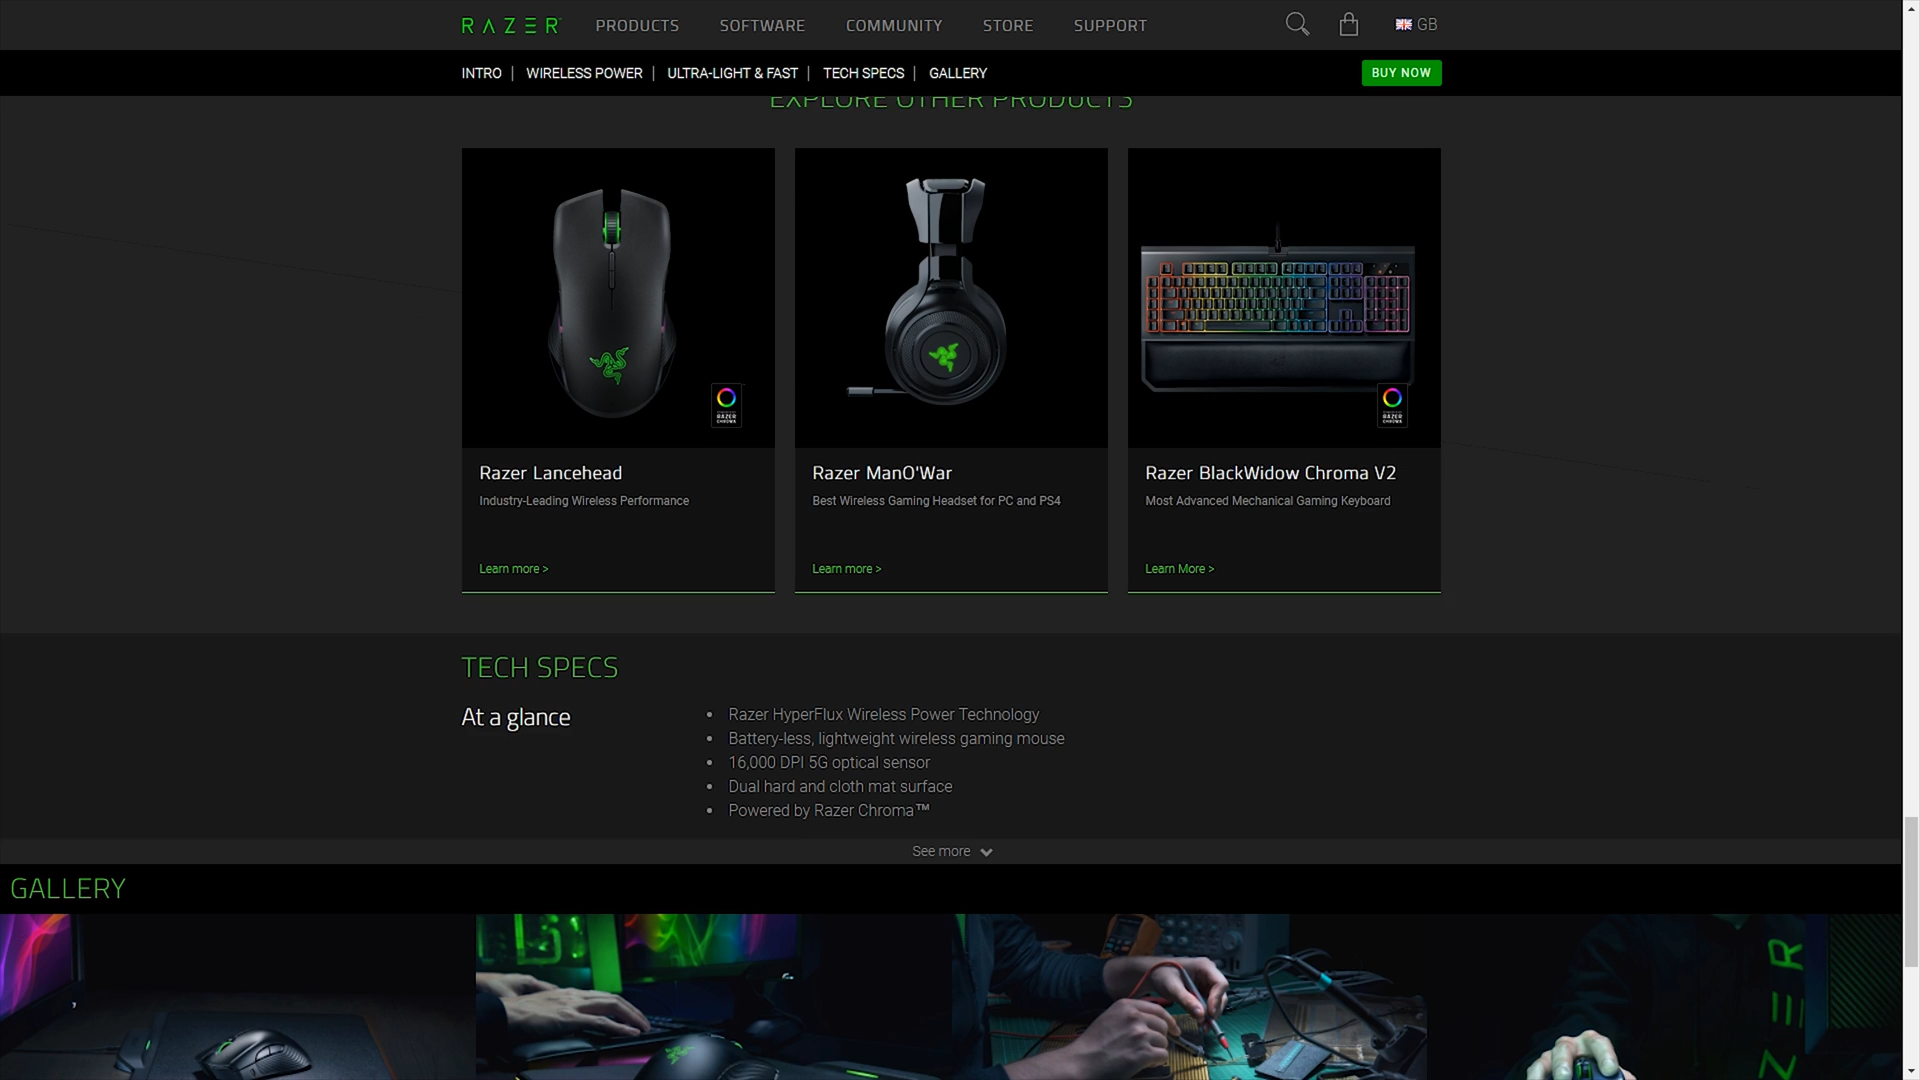 RAZER PRODUCTS SOFTWARE COMMUNITY STORE SUPPORT GB
INTRO | WIRELESS POWER | ULTRA-LIGHT & FAST | TECH SPECS | GALLERY BUY NOW
EXPLORE OTHER PRODUCTS
RAZER CHROMA
RAZER CHROMA
Razer Lancehead
Industry-Leading Wireless Performance
Learn more >
Razer ManO'War
Best Wireless Gaming Headset for PC and PS4
Learn more >
Razer BlackWidow Chroma V2
Most Advanced Mechanical Gaming Keyboard
Learn More >
TECH SPECS
At a glance
• Razer HyperFlux Wireless Power Technology
• Battery-less, lightweight wireless gaming mouse
• 16,000 DPI 5G optical sensor
• Dual hard and cloth mat surface
• Powered by Razer Chroma™
See more
GALLERY